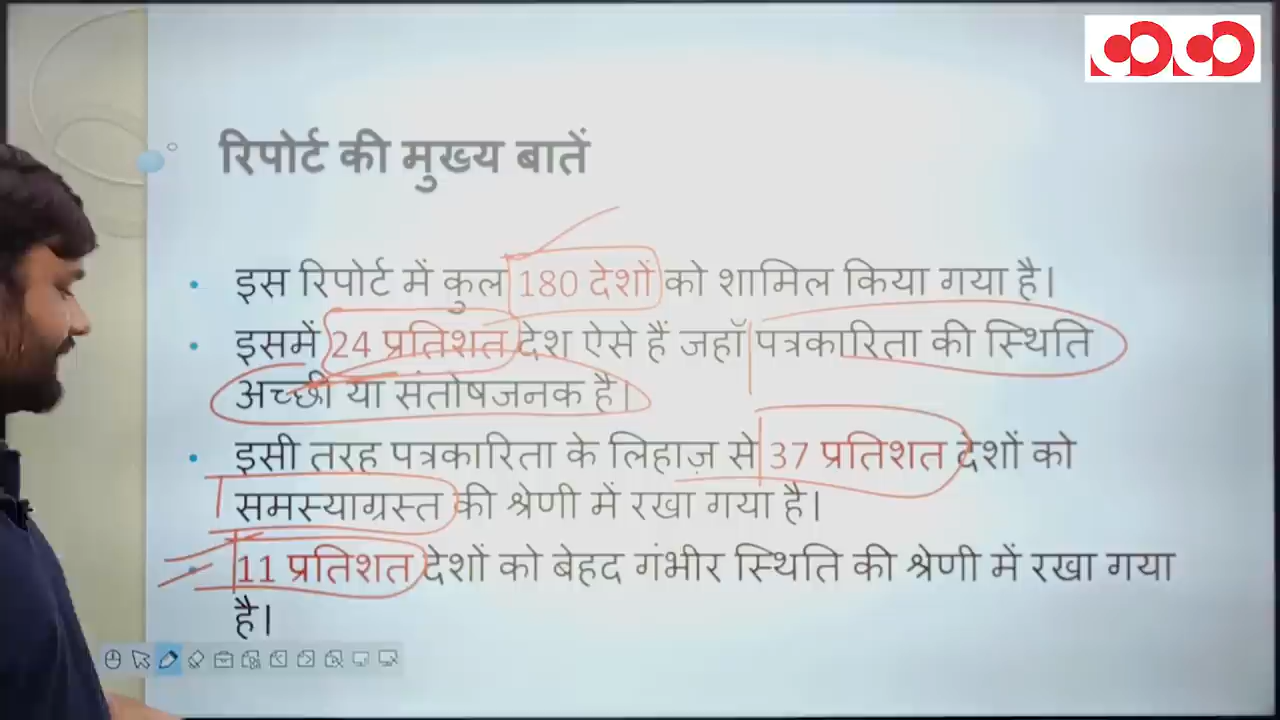 रिपोर्ट की मुख्य बातें
इस रिपोर्ट में कुल 180 देशों को शामिल किया गया है।
इसमें 24 प्रतिशत देश ऐसे हैं जहाँ पत्रकारिता की स्थिति
अच्छी या संतोषजनक है।
इसी तरह पत्रकारिता के लिहाज़ से 37 प्रतिशत देशों को
समस्याग्रस्त की श्रेणी में रखा गया है।
11 प्रतिशत देशों को बेहद गंभीर स्थिति की श्रेणी में रखा गया
है।